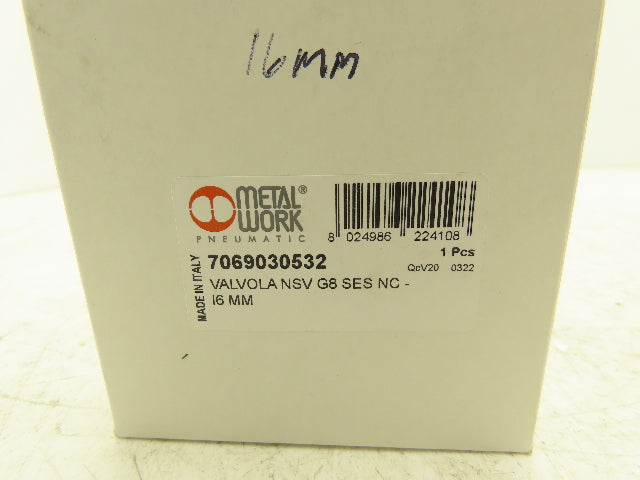 16mm
METAL®
WORK
PNEUMATIC
8 024986 224108
1 Pcs
MADE IN ITALY
7069030532
QcV20 0322
VALVOLA NSV G8 SES NC -
I6 MM